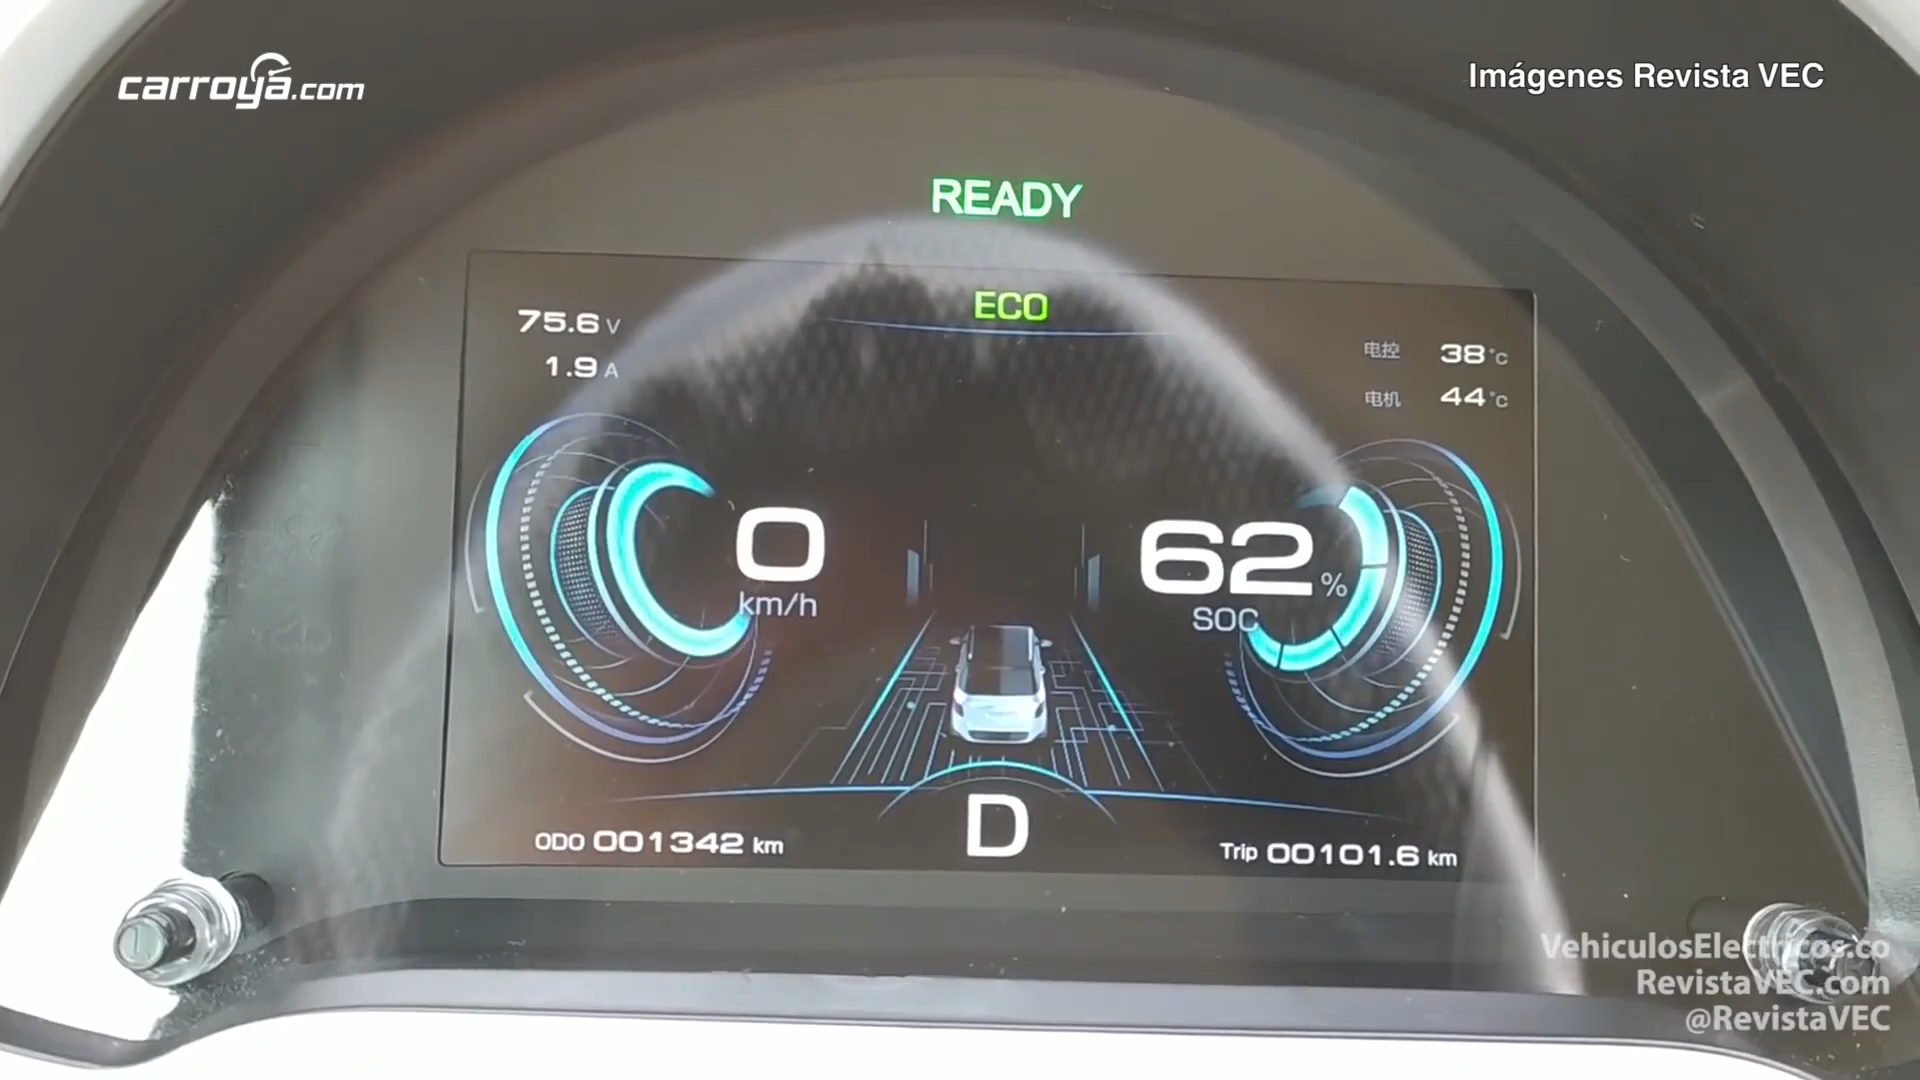 carroya.com
Imágenes Revista VEC
READY
ECO
75.6 V
1.9 A
电控 38°C
电机 44°C
0
km/h
62 %
SOC
D
ODO 001342 km
Trip 00101.6 km
VehiculosElectricos.co
RevistaVEC.com
@RevistaVEC